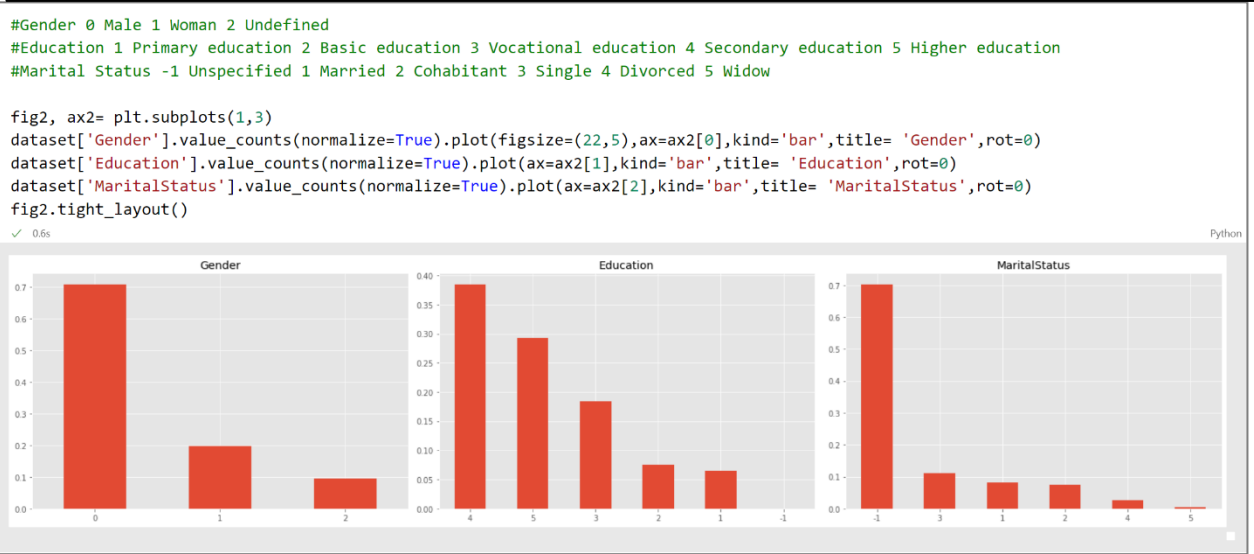 #Gender 0 Male 1 Woman 2 Undefined
#Education 1 Primary education 2 Basic education 3 Vocational education 4 Secondary education 5 Higher education
#Marital Status -1 Unspecified 1 Married 2 Cohabitant 3 Single 4 Divorced 5 Widow
fig2, ax2= plt.subplots(1,3)
dataset['Gender'].value_counts(normalize=True).plot(figsize=(22,5),ax=ax2[0],kind='bar',title= 'Gender',rot=0)
dataset['Education'].value_counts(normalize=True).plot(ax=ax2[1],kind='bar',title= 'Education',rot=0)
dataset['MaritalStatus'].value_counts(normalize=True).plot(ax=ax2[2],kind='bar',title= 'MaritalStatus',rot=0)
fig2.tight_layout()
✓ 0.6s Python
Gender
0.7
0.6
0.5
0.4
0.3
0.2
0.1
0.0
0 1 2
Education
0.40
0.35
0.30
0.25
0.20
0.15
0.10
0.05
0.00
4 5 3 2 1 -1
MaritalStatus
0.7
0.6
0.5
0.4
0.3
0.2
0.1
0.0
-1 3 1 2 4 5